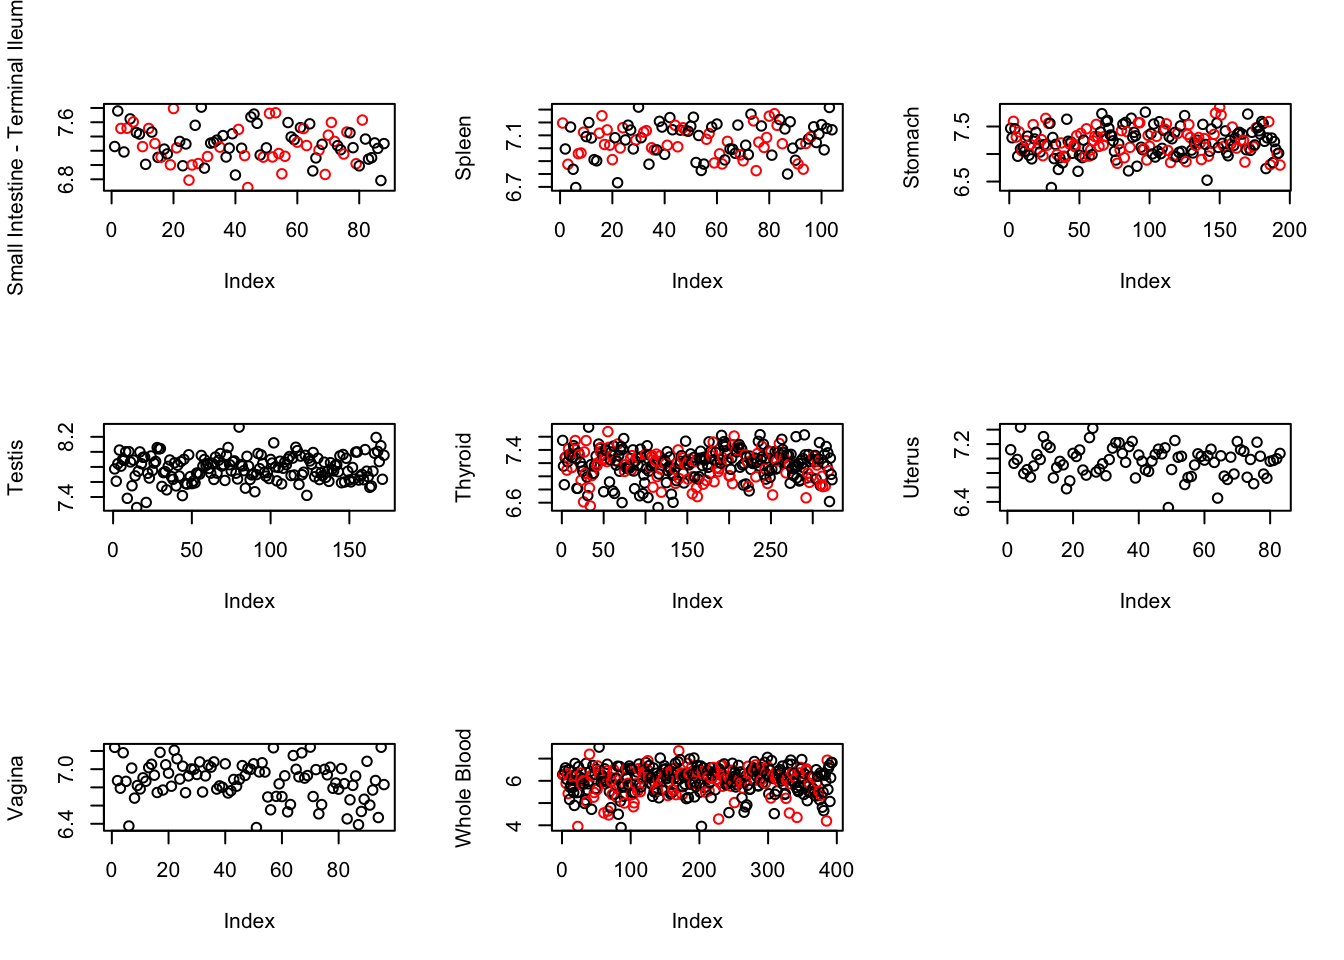 Small Intestine - Terminal Ileum
6.8 7.6
0 20 40 60 80
Index
Spleen
6.7 7.1
0 20 40 60 80 100
Index
Stomach
6.5 7.5
0 50 100 150 200
Index
Testis
7.4 8.2
0 50 100 150
Index
Thyroid
6.6 7.4
0 50 150 250
Index
Uterus
6.4 7.2
0 20 40 60 80
Index
Vagina
6.4 7.0
0 20 40 60 80
Index
Whole Blood
4 6
0 100 200 300 400
Index